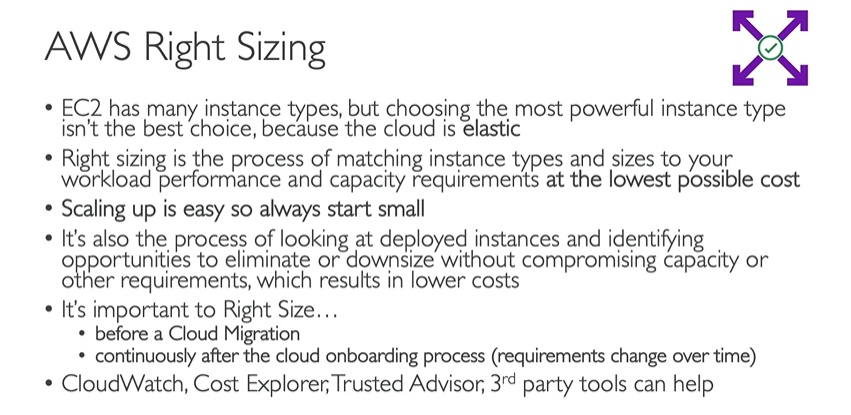 AWS Right Sizing
• EC2 has many instance types, but choosing the most powerful instance type
isn't the best choice, because the cloud is elastic
• Right sizing is the process of matching instance types and sizes to your
workload performance and capacity requirements at the lowest possible cost
• Scaling up is easy so always start small
• It's also the process of looking at deployed instances and identifying
opportunities to eliminate or downsize without compromising capacity or
other requirements, which results in lower costs
• It's important to Right Size…
• before a Cloud Migration
• continuously after the cloud onboarding process (requirements change over time)
• CloudWatch, Cost Explorer, Trusted Advisor, 3rd party tools can help